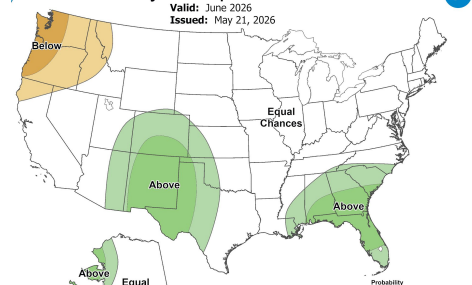 Valid: June 2026
Issued: May 21, 2026
Below
Equal
Chances
Above
Above
Above
Equal
Probability